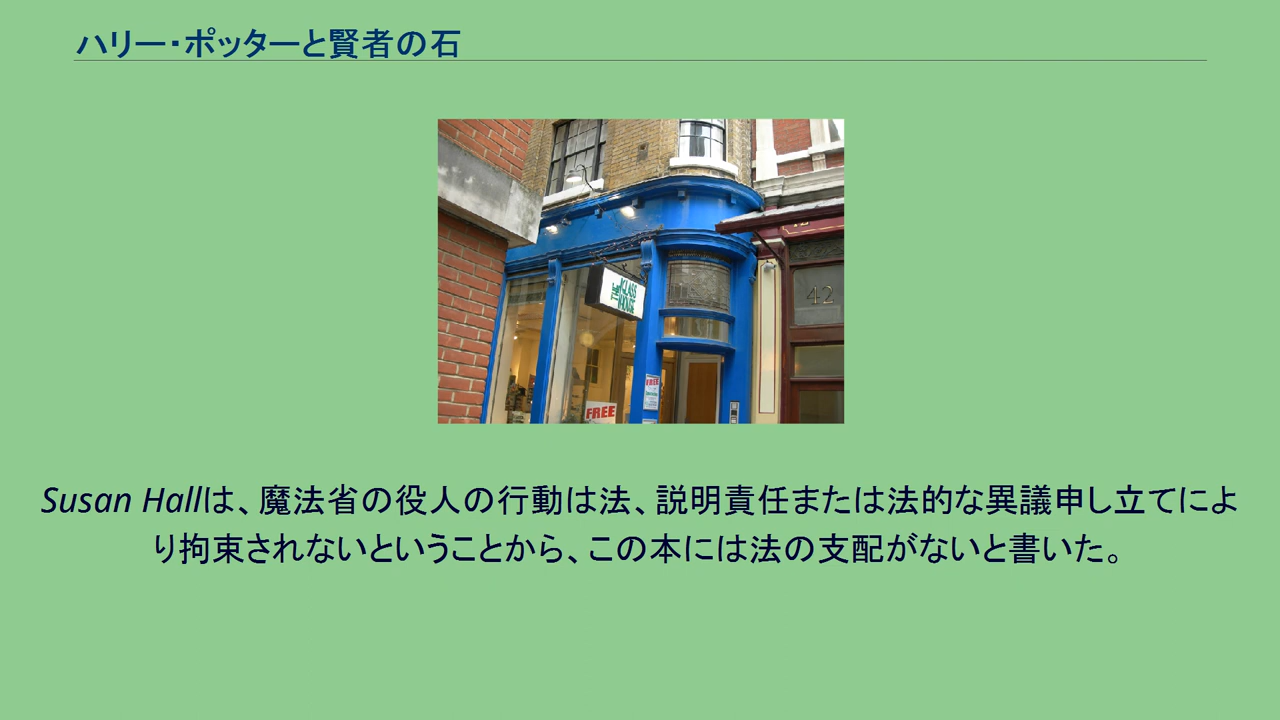 ハリー・ポッターと賢者の石
THE
KLASS
HOUSE
42
FREE
FREE
Susan Hallは、魔法省の役人の行動は法、説明責任または法的な異議申し立てによ
り拘束されないということから、この本には法の支配がないと書いた。